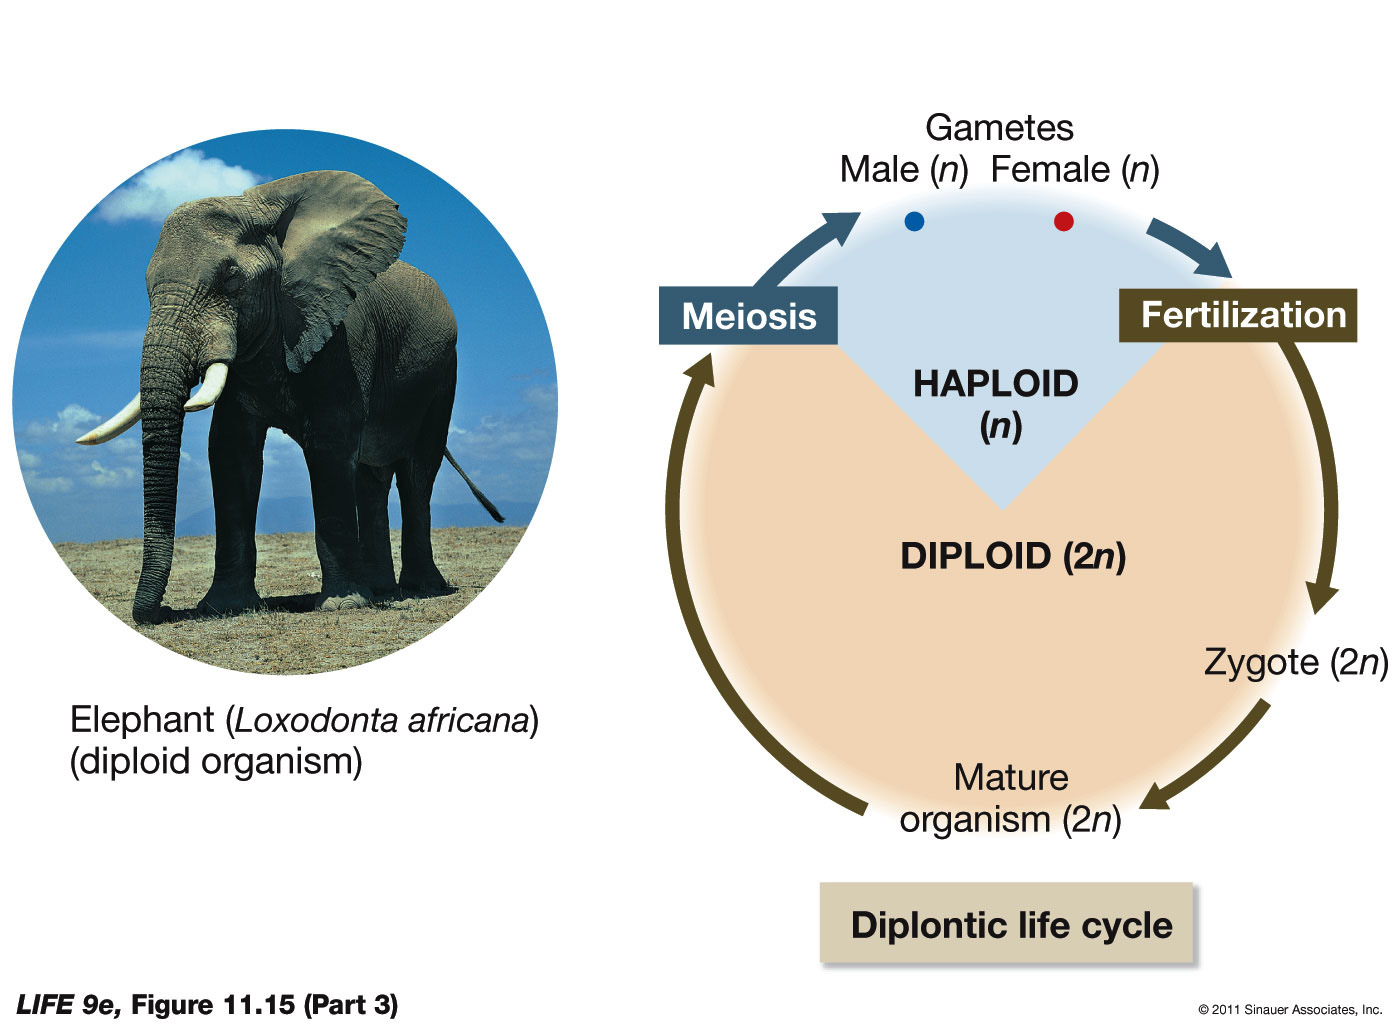 Gametes
Male (n) Female (n)
Meiosis
Fertilization
HAPLOID
(n)
DIPLOID (2n)
Zygote (2n)
Mature
organism (2n)
Elephant (Loxodonta africana)
(diploid organism)
Diplontic life cycle
LIFE 9e, Figure 11.15 (Part 3)
© 2011 Sinauer Associates, Inc.